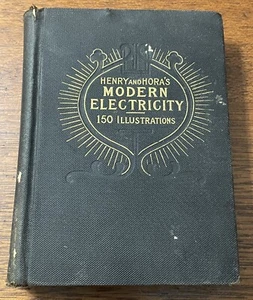 HENRY AND HORA'S
MODERN
ELECTRICITY
150 ILLUSTRATIONS